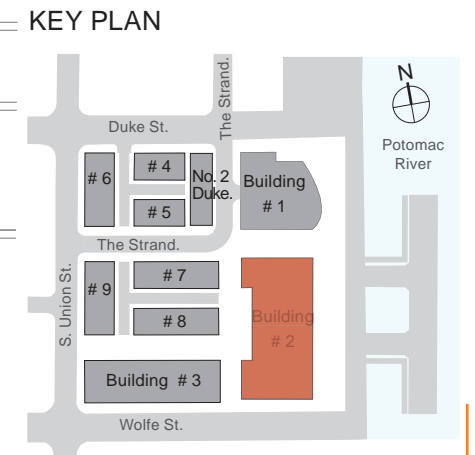 KEY PLAN
N
The Strand.
Duke St.
Potomac
River
# 6
# 4
No. 2
Duke.
Building
# 1
# 5
The Strand.
S. Union St.
# 9
# 7
# 8
Building
# 2
Building # 3
Wolfe St.